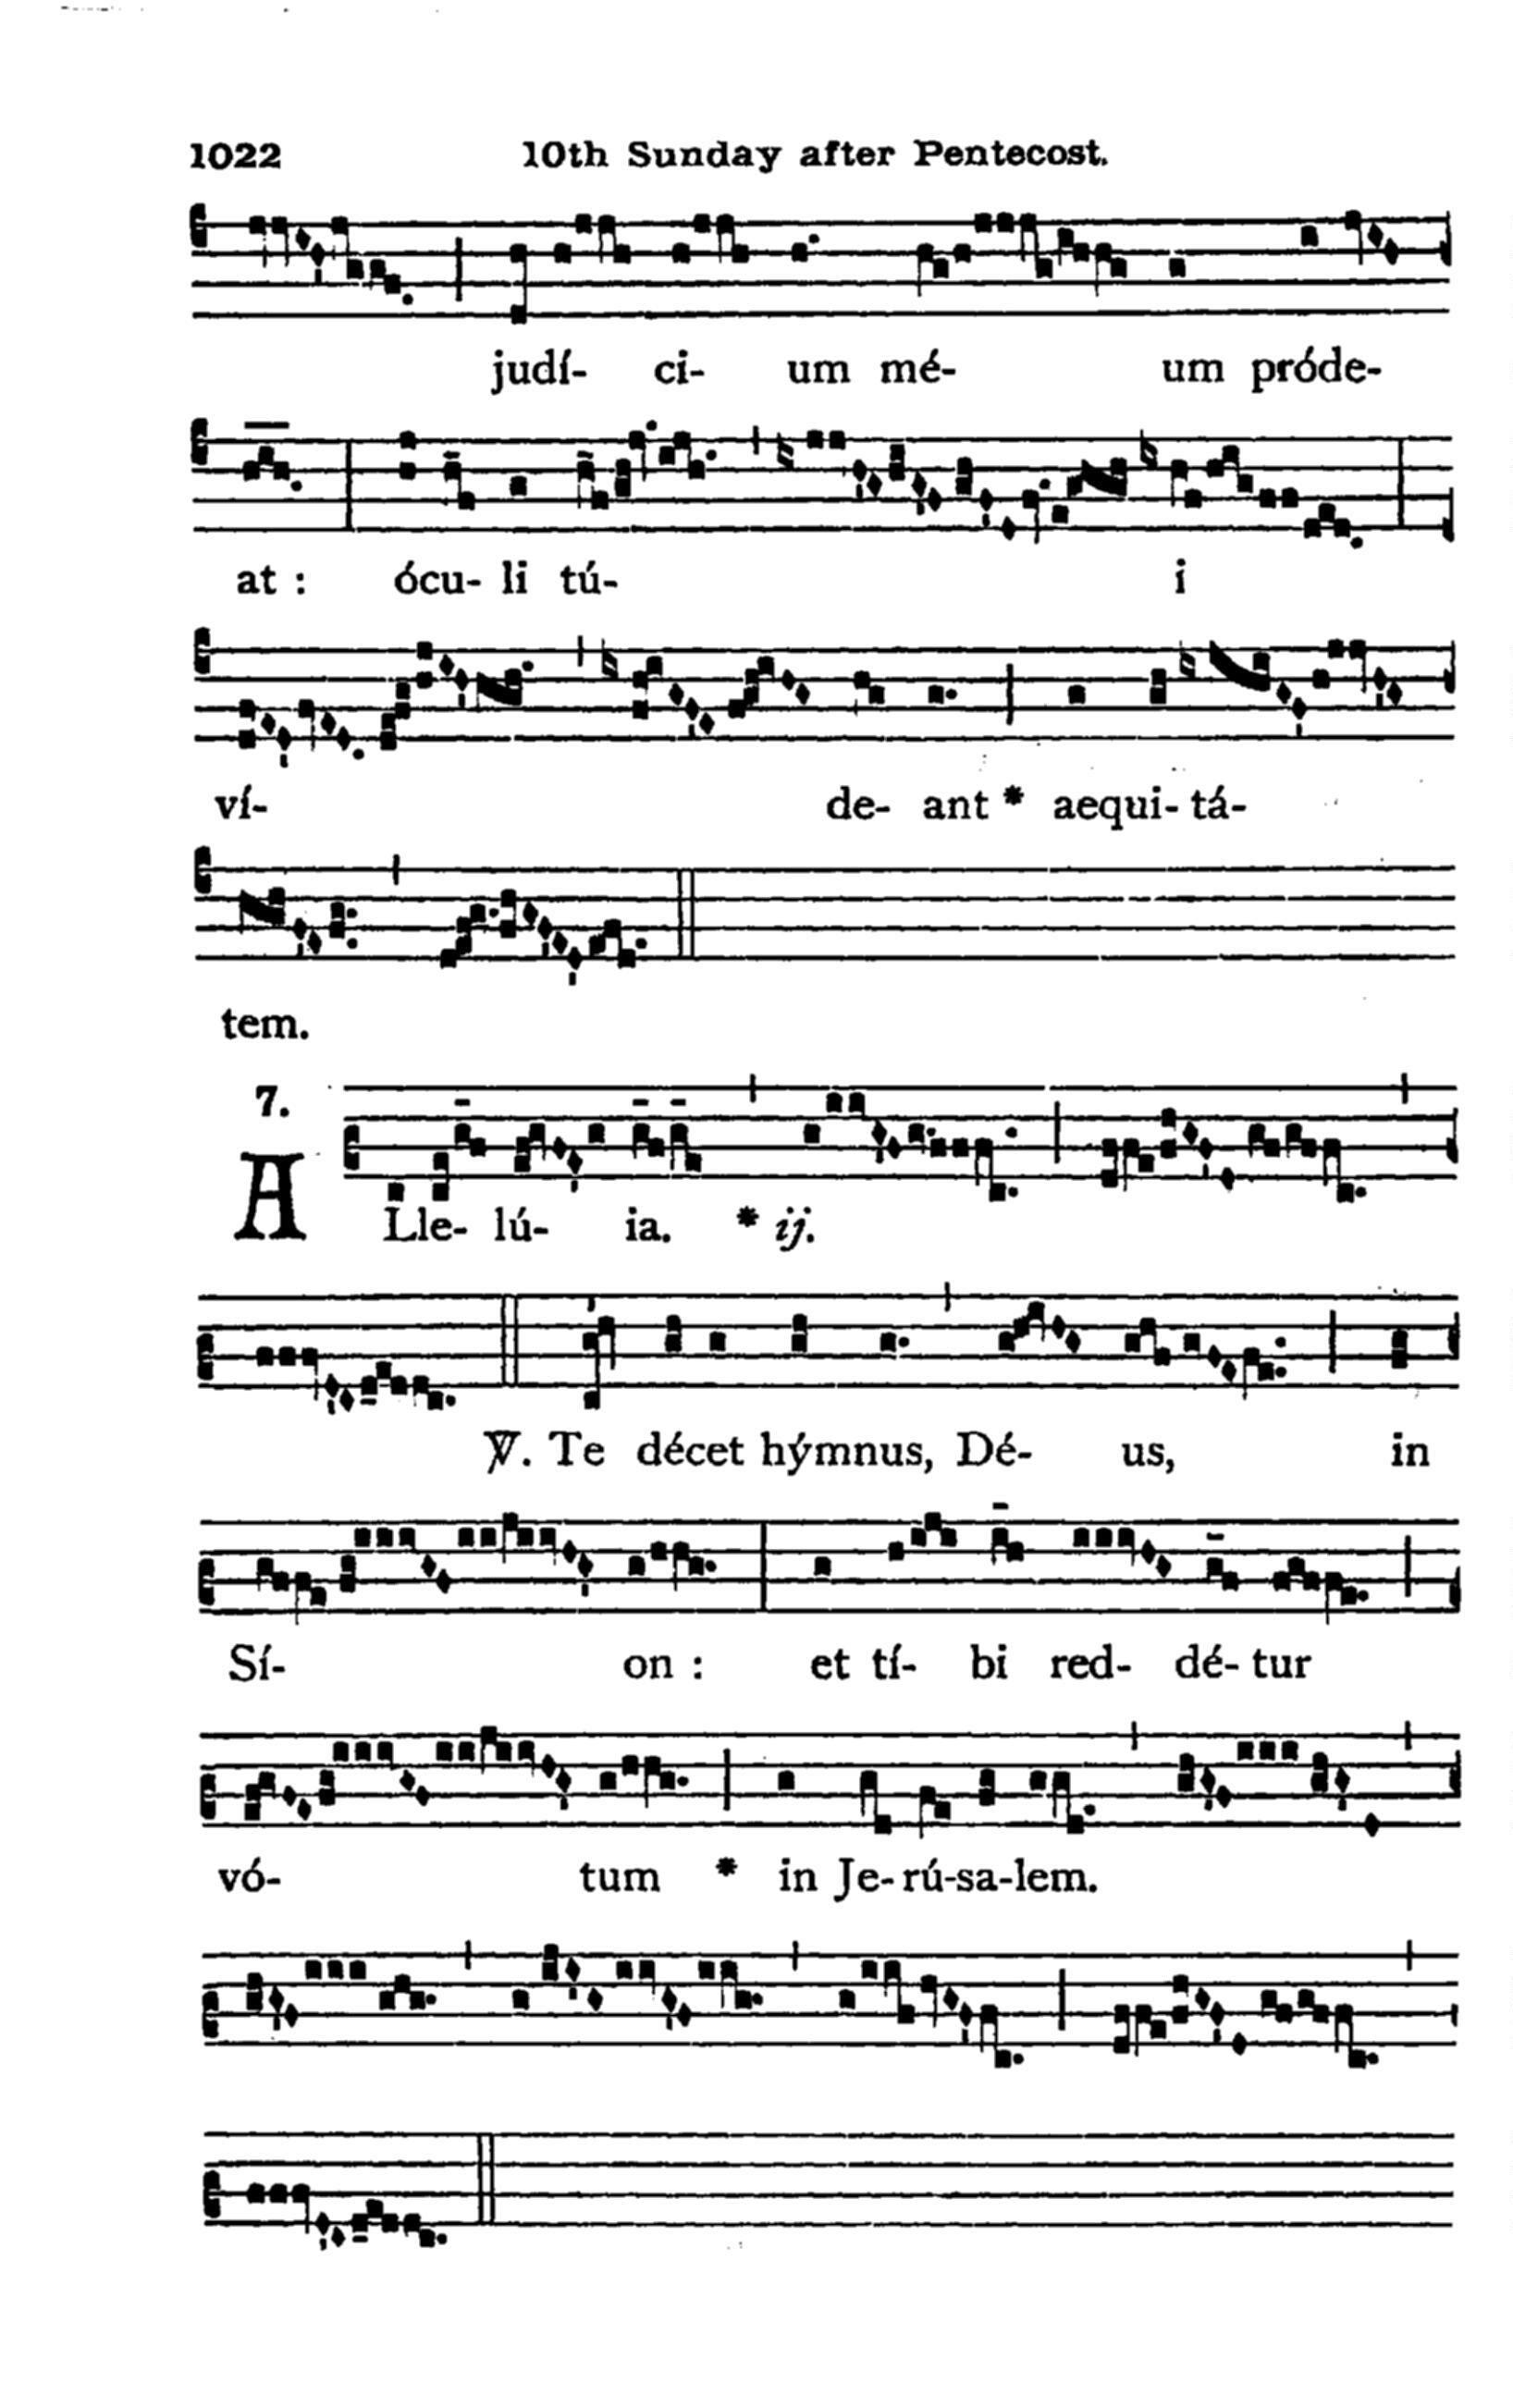 1022 10th Sunday after Pentecost.
judí- ci- um mé- um próde-
at : ócu- li tú- i
ví- de- ant * aequi- tá-
tem.
7.
ALle- lú- ia. * ij.
℣. Te décet hýmnus, Dé- us, in
Sí- on : et tí- bi red- dé- tur
vó- tum * in Je- rú-sa-lem.